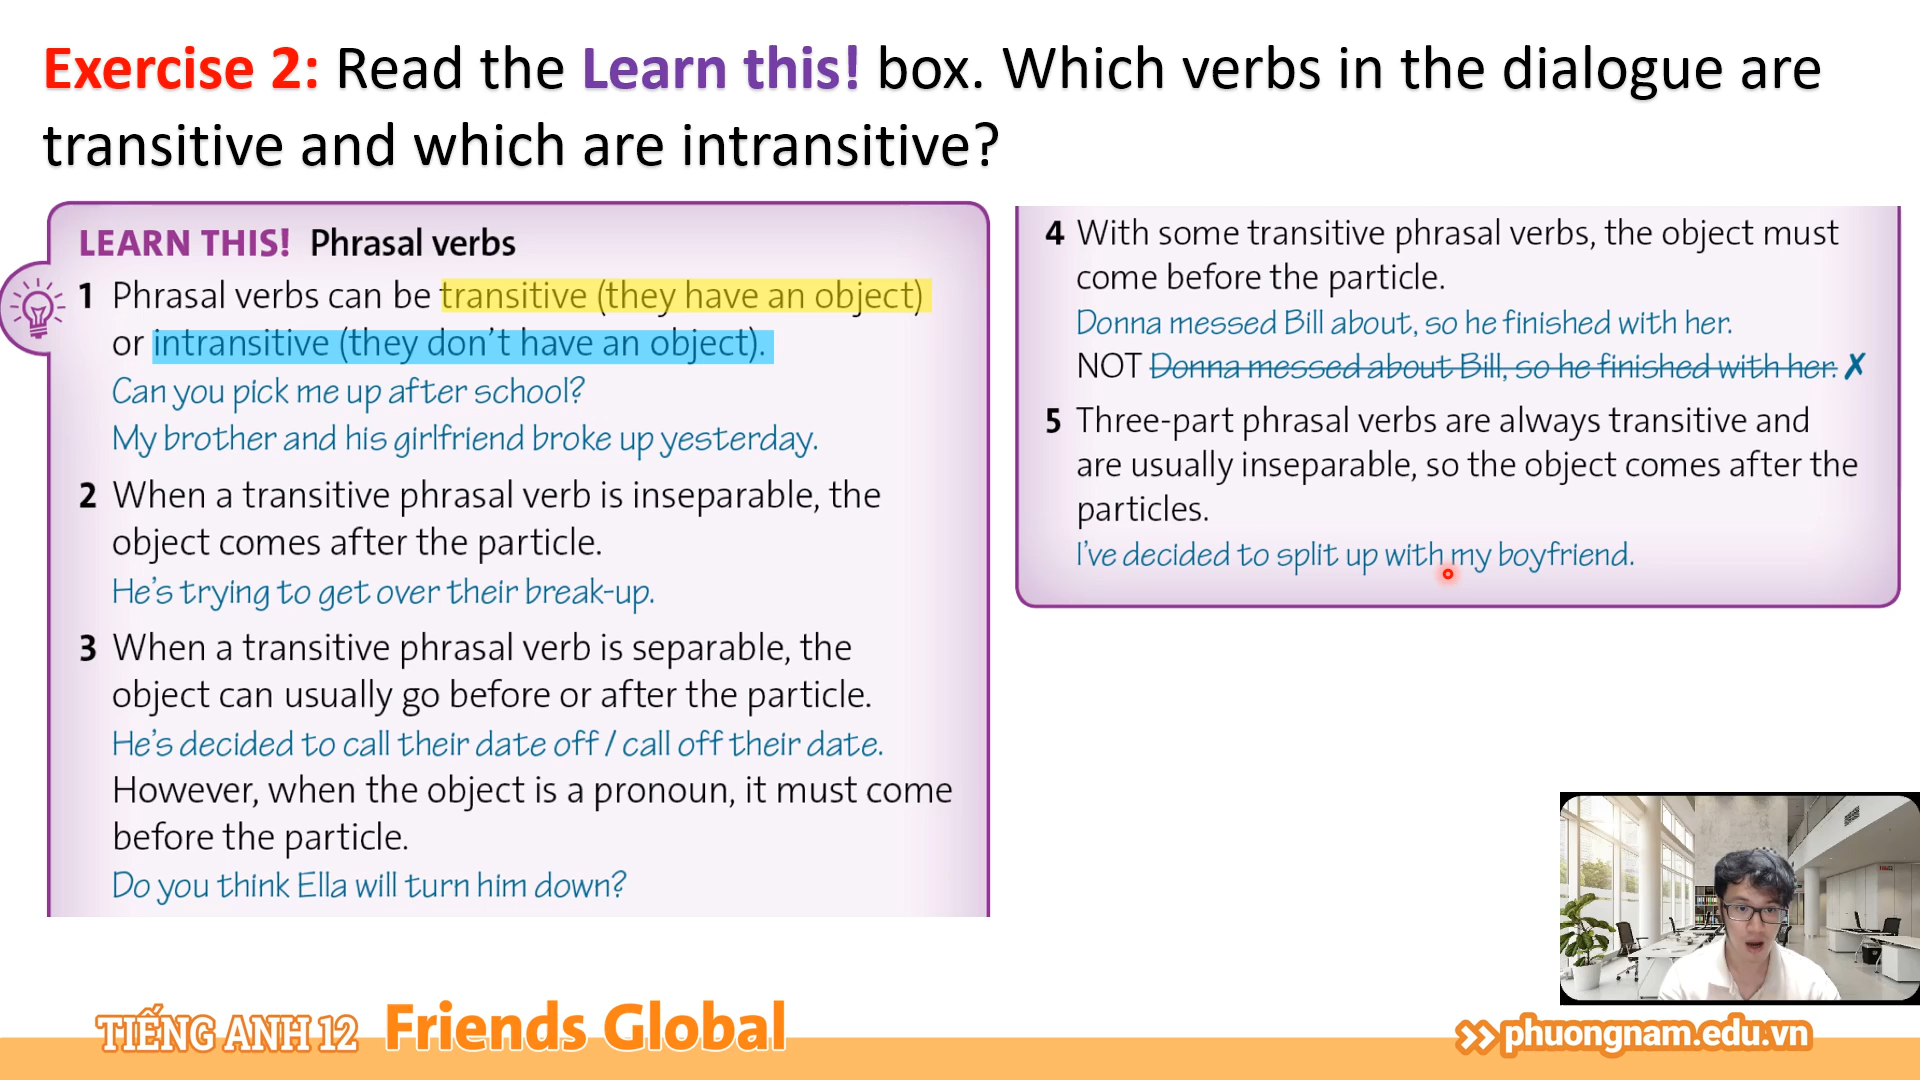 Exercise 2: Read the Learn this! box. Which verbs in the dialogue are
transitive and which are intransitive?
LEARN THIS! Phrasal verbs
1 Phrasal verbs can be transitive (they have an object)
or intransitive (they don't have an object).
Can you pick me up after school?
My brother and his girlfriend broke up yesterday.
2 When a transitive phrasal verb is inseparable, the
object comes after the particle.
He's trying to get over their break-up.
3 When a transitive phrasal verb is separable, the
object can usually go before or after the particle.
He's decided to call their date off / call off their date.
However, when the object is a pronoun, it must come
before the particle.
Do you think Ella will turn him down?
4 With some transitive phrasal verbs, the object must
come before the particle.
Donna messed Bill about, so he finished with her.
NOT Donna messed about Bill, so he finished with her. ✗
5 Three-part phrasal verbs are always transitive and
are usually inseparable, so the object comes after the
particles.
I've decided to split up with my boyfriend.
TIẾNG ANH 12 Friends Global
phuongnam.edu.vn